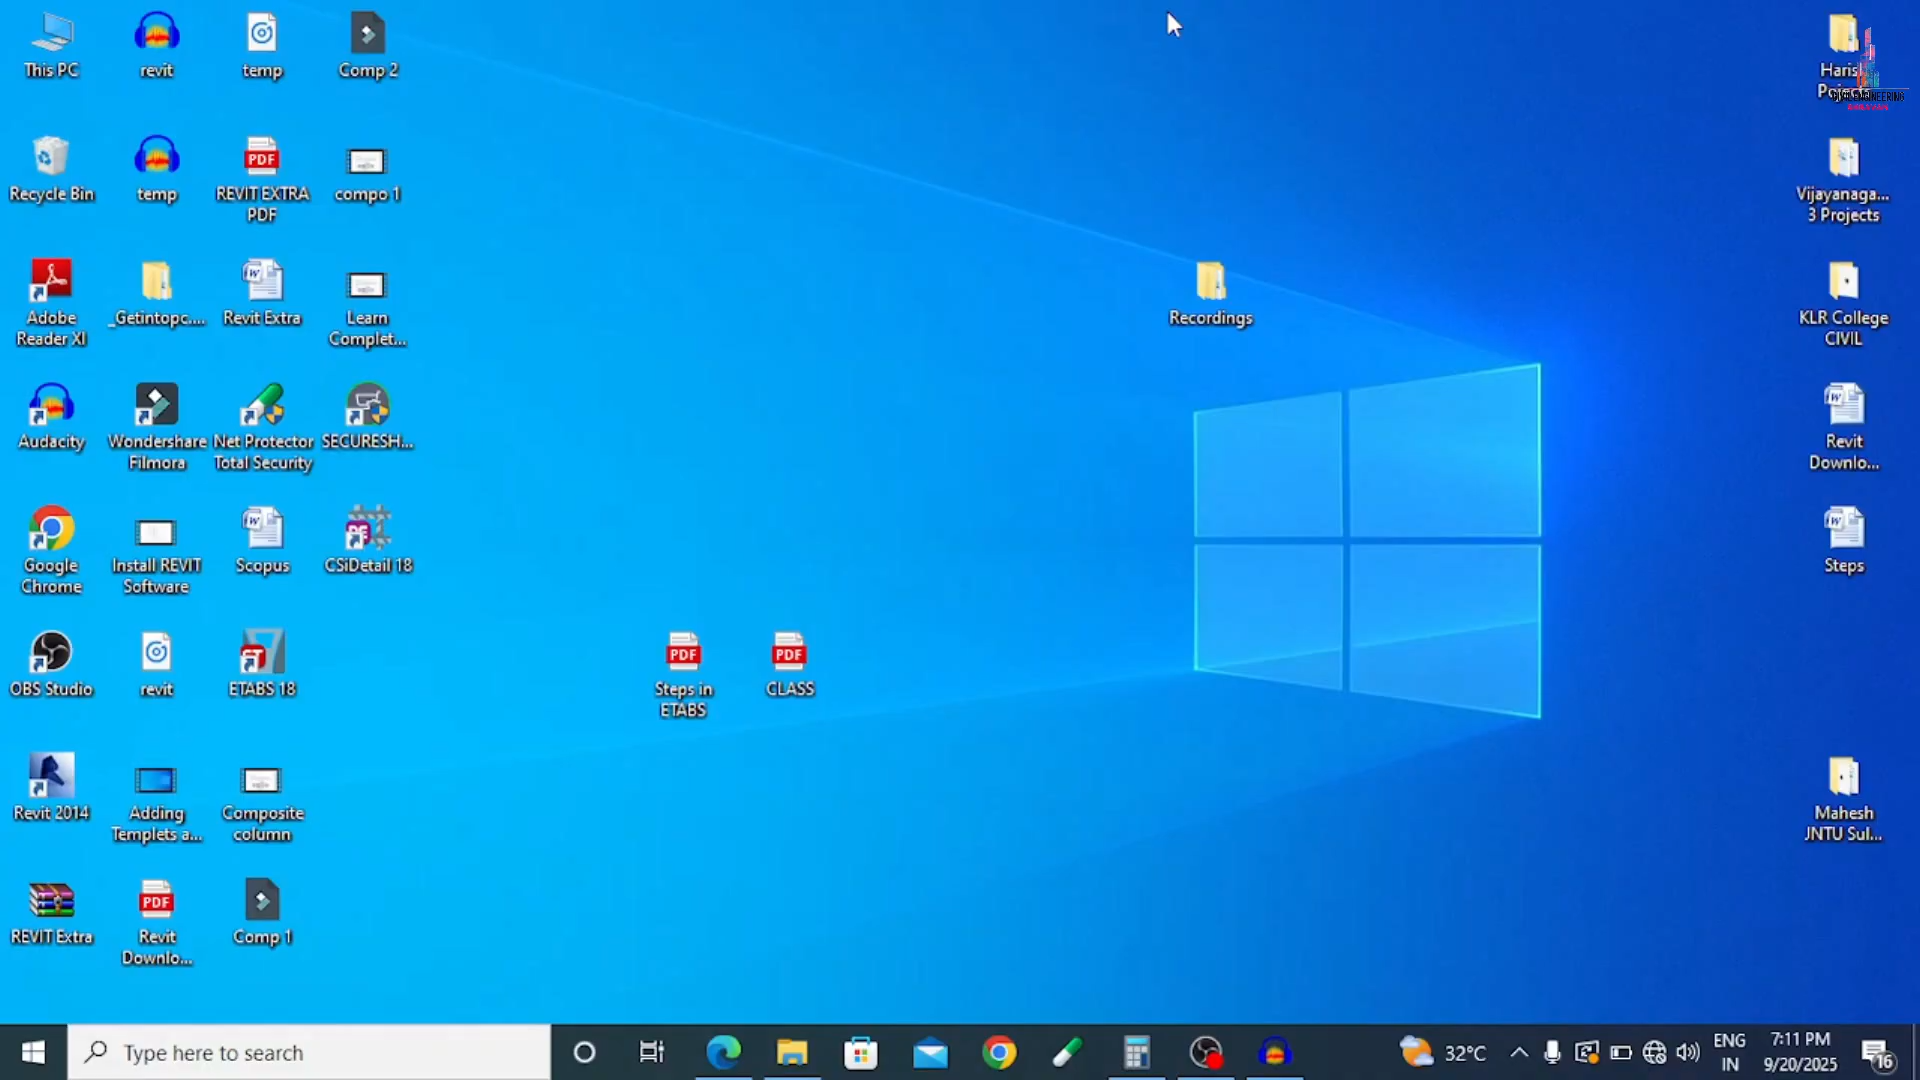 This PC
revit
temp
Comp 2
Recycle Bin
temp
REVIT EXTRA
PDF
compo 1
Adobe
Reader XI
_Getintopc....
Revit Extra
Learn
Complet...
Audacity
Wondershare
Filmora
Net Protector
Total Security
SECURESH...
Google
Chrome
Install REVIT
Software
Scopus
CSiDetail 18
OBS Studio
revit
ETABS 18
Revit 2014
Adding
Templets a...
Composite
column
REVIT Extra
Revit
Downlo...
Comp 1
PDF
PDF
Steps in
ETABS
PDF
CLASS
PDF
Recordings
Vijayanaga...
3 Projects
KLR College
CIVIL
Revit
Downlo...
Steps
Mahesh
JNTU Sul...
Type here to search
32°C
ENG
IN
7:11 PM
9/20/2025
16